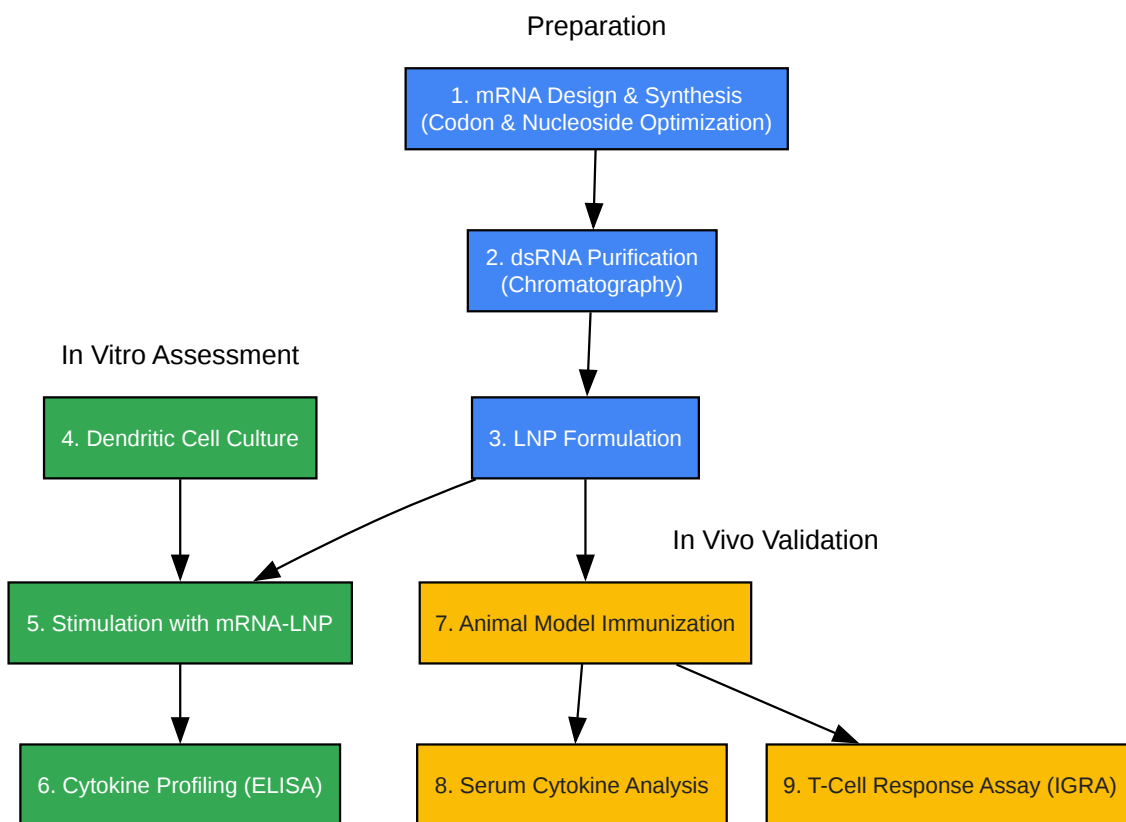 Preparation
1. mRNA Design & Synthesis
(Codon & Nucleoside Optimization)
2. dsRNA Purification
(Chromatography)
In Vitro Assessment
4. Dendritic Cell Culture
3. LNP Formulation
In Vivo Validation
5. Stimulation with mRNA-LNP
7. Animal Model Immunization
6. Cytokine Profiling (ELISA)
8. Serum Cytokine Analysis
9. T-Cell Response Assay (IGRA)